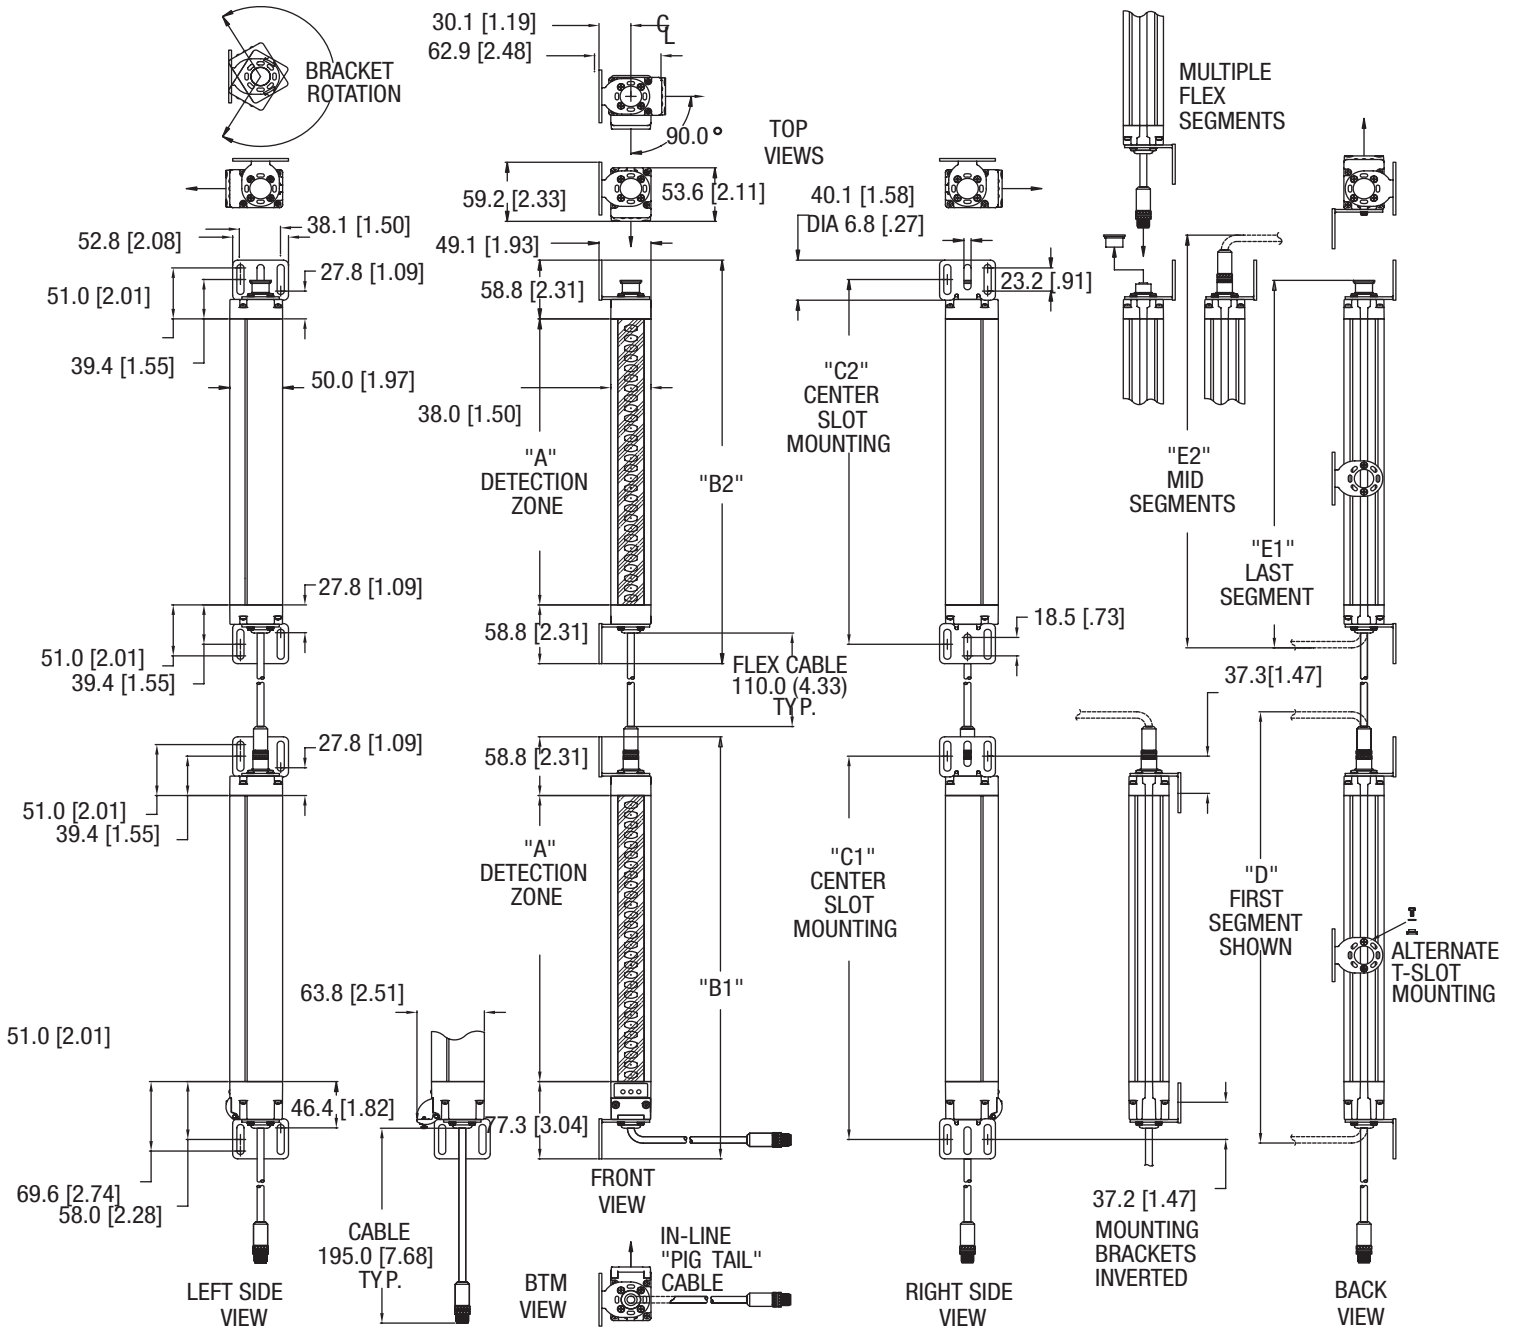 30.1 [1.19]
CL
62.9 [2.48]
BRACKET
ROTATION
90.0°
TOP
VIEWS
MULTIPLE
FLEX
SEGMENTS
59.2 [2.33]
53.6 [2.11]
40.1 [1.58]
DIA 6.8 [.27]
38.1 [1.50]
52.8 [2.08]
49.1 [1.93]
27.8 [1.09]
51.0 [2.01]
58.8 [2.31]
23.2 [.91]
39.4 [1.55]
50.0 [1.97]
38.0 [1.50]
"C2"
CENTER
SLOT
MOUNTING
"A"
DETECTION
ZONE
"B2"
"E2"
MID
SEGMENTS
"E1"
LAST
SEGMENT
27.8 [1.09]
58.8 [2.31]
18.5 [.73]
51.0 [2.01]
39.4 [1.55]
FLEX CABLE
110.0 (4.33)
TYP.
37.3[1.47]
27.8 [1.09]
58.8 [2.31]
51.0 [2.01]
39.4 [1.55]
"A"
DETECTION
ZONE
"C1"
CENTER
SLOT
MOUNTING
"D"
FIRST
SEGMENT
SHOWN
ALTERNATE
T-SLOT
MOUNTING
"B1"
63.8 [2.51]
51.0 [2.01]
46.4 [1.82]
77.3 [3.04]
69.6 [2.74]
58.0 [2.28]
FRONT
VIEW
37.2 [1.47]
MOUNTING
BRACKETS
INVERTED
CABLE
195.0 [7.68]
TYP.
IN-LINE
"PIG TAIL"
CABLE
BTM
VIEW
LEFT SIDE
VIEW
RIGHT SIDE
VIEW
BACK
VIEW